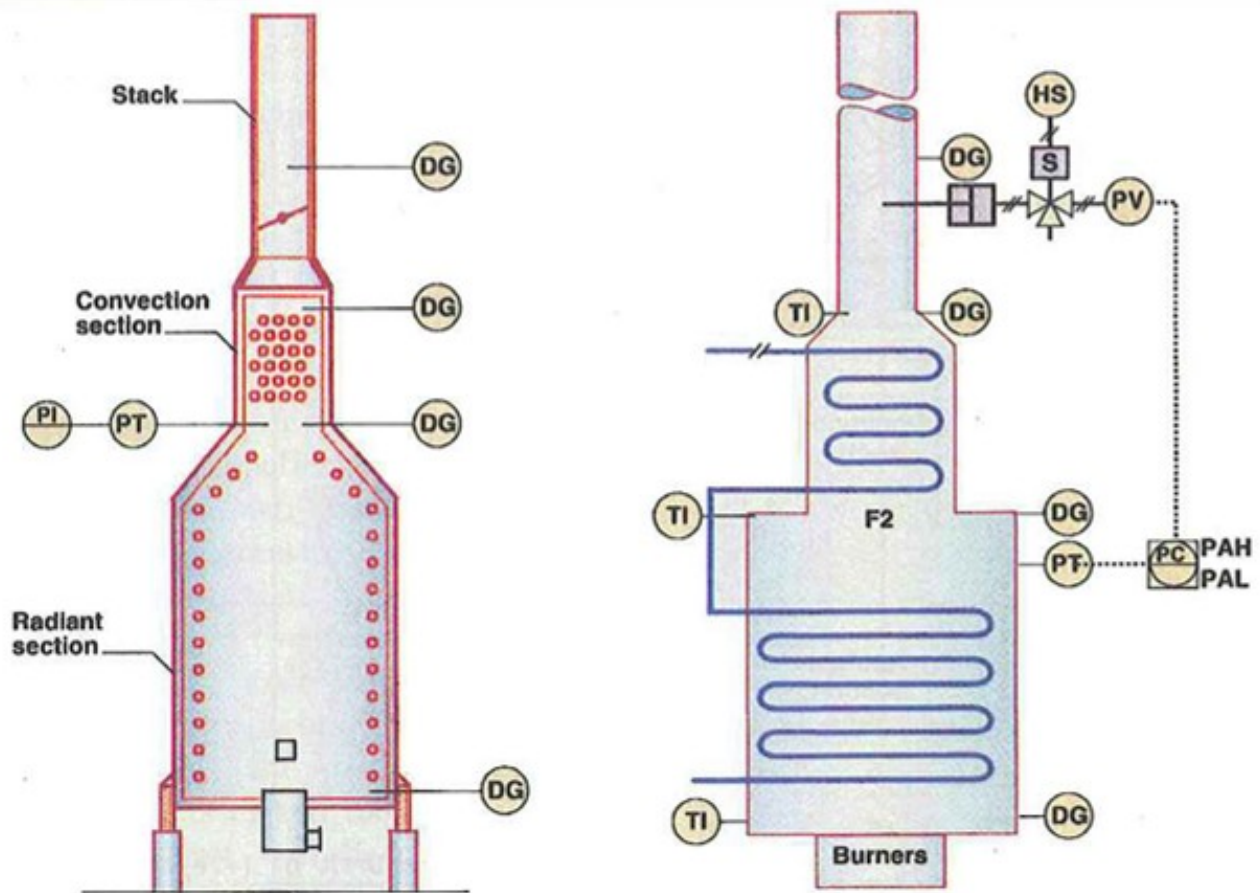 Stack
DG
Convection
section
DG
PI
PT
DG
Radiant
section
DG
HS
S
DG
PV
TI
DG
TI
F2
DG
PT
PC
PAH
PAL
TI
DG
Burners